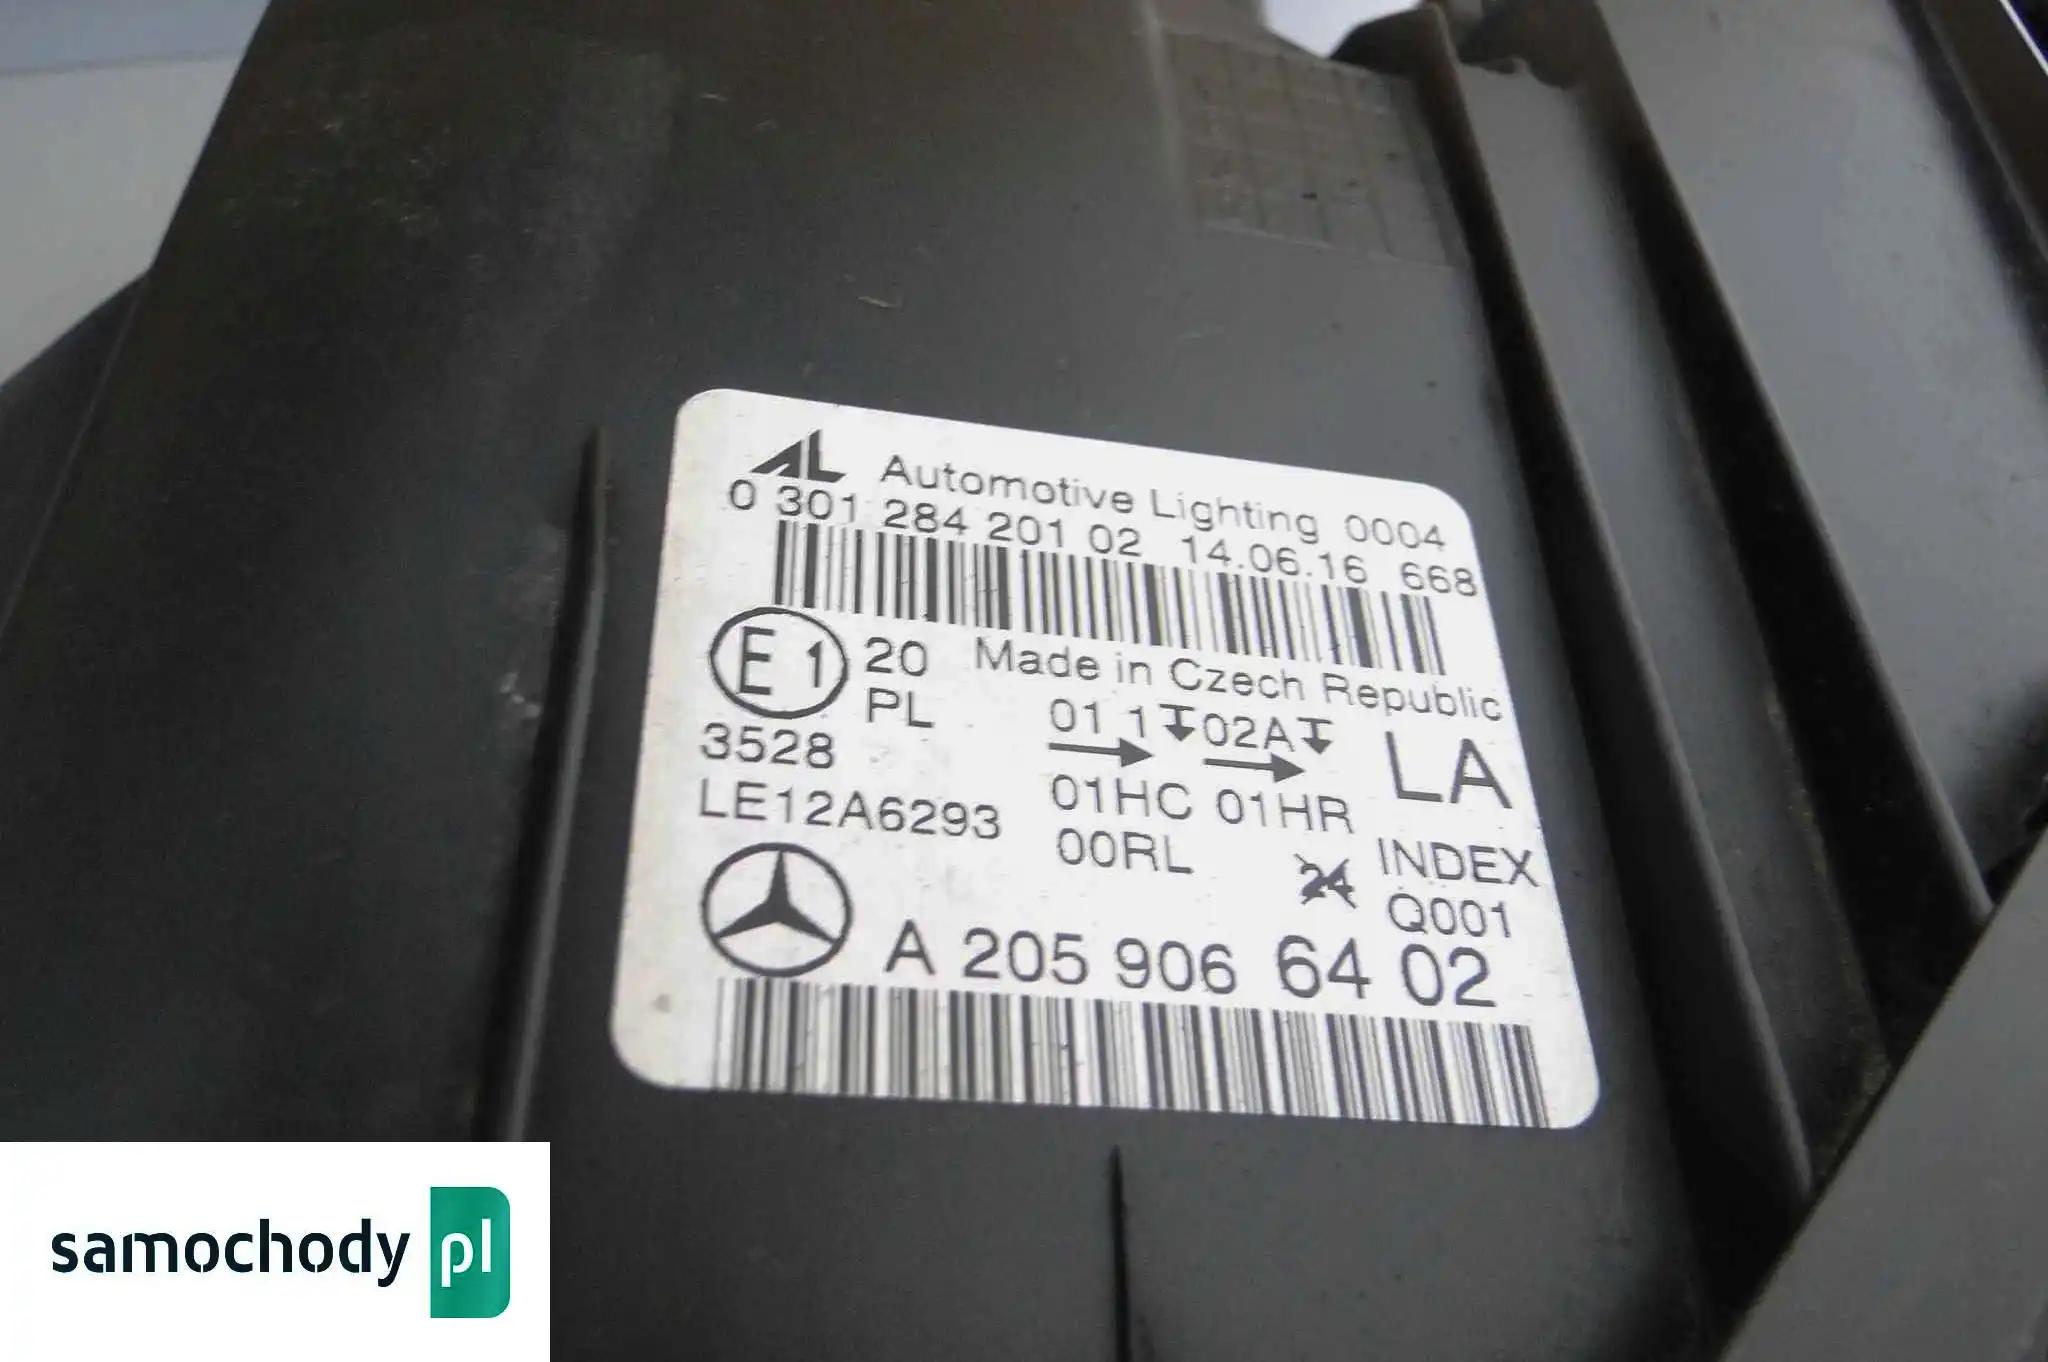 AL Automotive Lighting 0004
0 301 284 201 02 14.06.16 668
E1 20 Made in Czech Republic
PL 01 1 02A LA
3528
LE12A6293 01HC 01HR
00RL 24 INDEX
Q001
A 205 906 64 02
samochody pl